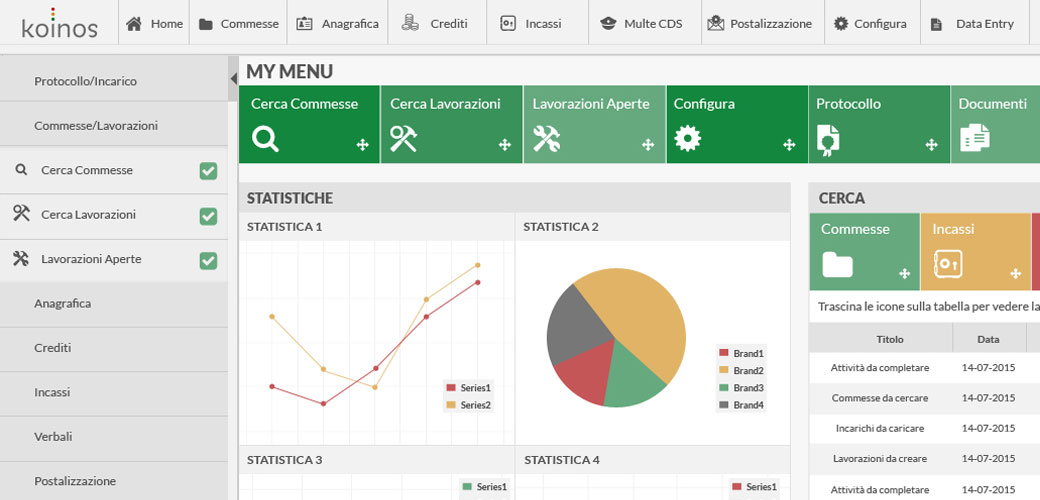 koinos
Home
Commesse
Anagrafica
Crediti
Incassi
Multe CDS
Postalizzazione
Configura
Data Entry
Protocollo/Incarico
Commesse/Lavorazioni
Cerca Commesse
Cerca Lavorazioni
Lavorazioni Aperte
Anagrafica
Crediti
Incassi
Verbali
Postalizzazione
MY MENU
Cerca Commesse
Cerca Lavorazioni
Lavorazioni Aperte
Configura
Protocollo
Documenti
STATISTICHE
STATISTICA 1
Series1
Series2
STATISTICA 2
Brand1
Brand2
Brand3
Brand4
STATISTICA 3
Series1
STATISTICA 4
Series1
CERCA
Commesse
Incassi
Trascina le icone sulla tabella per vedere la
Titolo Data
Attività da completare 14-07-2015
Commesse da cercare 14-07-2015
Incarichi da caricare 14-07-2015
Lavorazioni da creare 14-07-2015
Attività da completare 14-07-2015